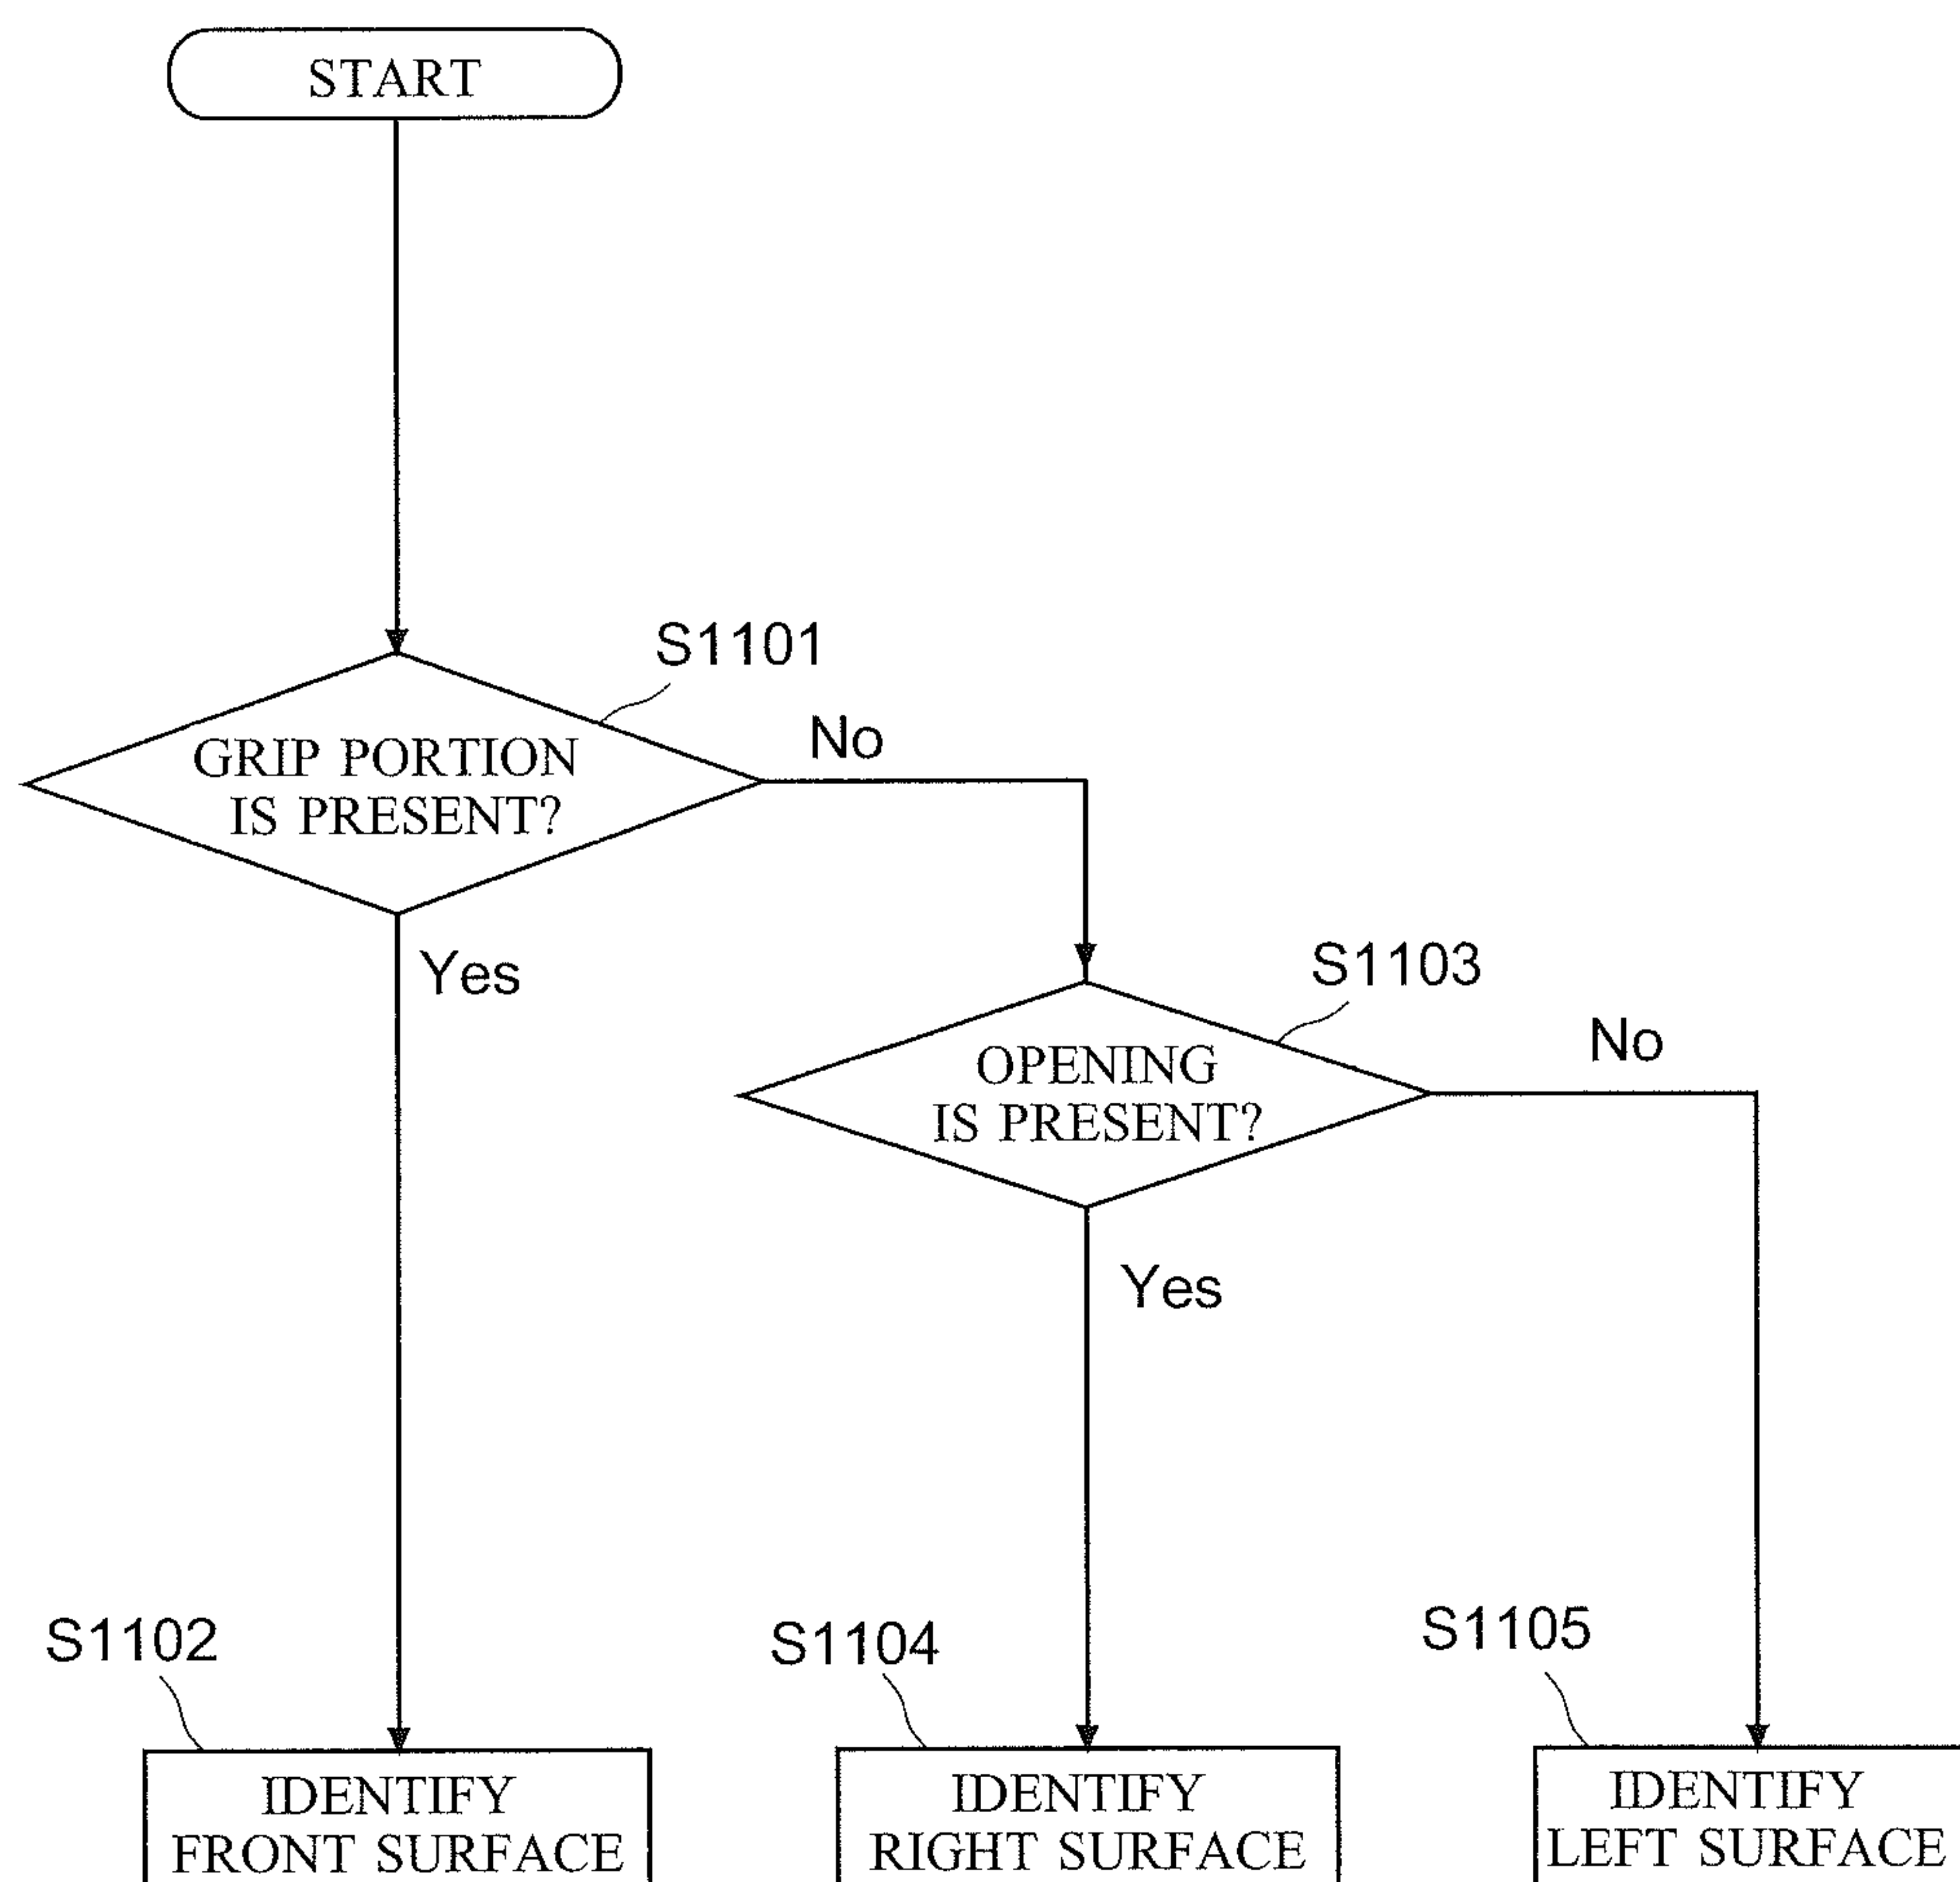 START
S1101
GRIP PORTION
IS PRESENT?
No
Yes
S1103
OPENING
IS PRESENT?
No
Yes
S1102
IDENTIFY
FRONT SURFACE
S1104
IDENTIFY
RIGHT SURFACE
S1105
IDENTIFY
LEFT SURFACE